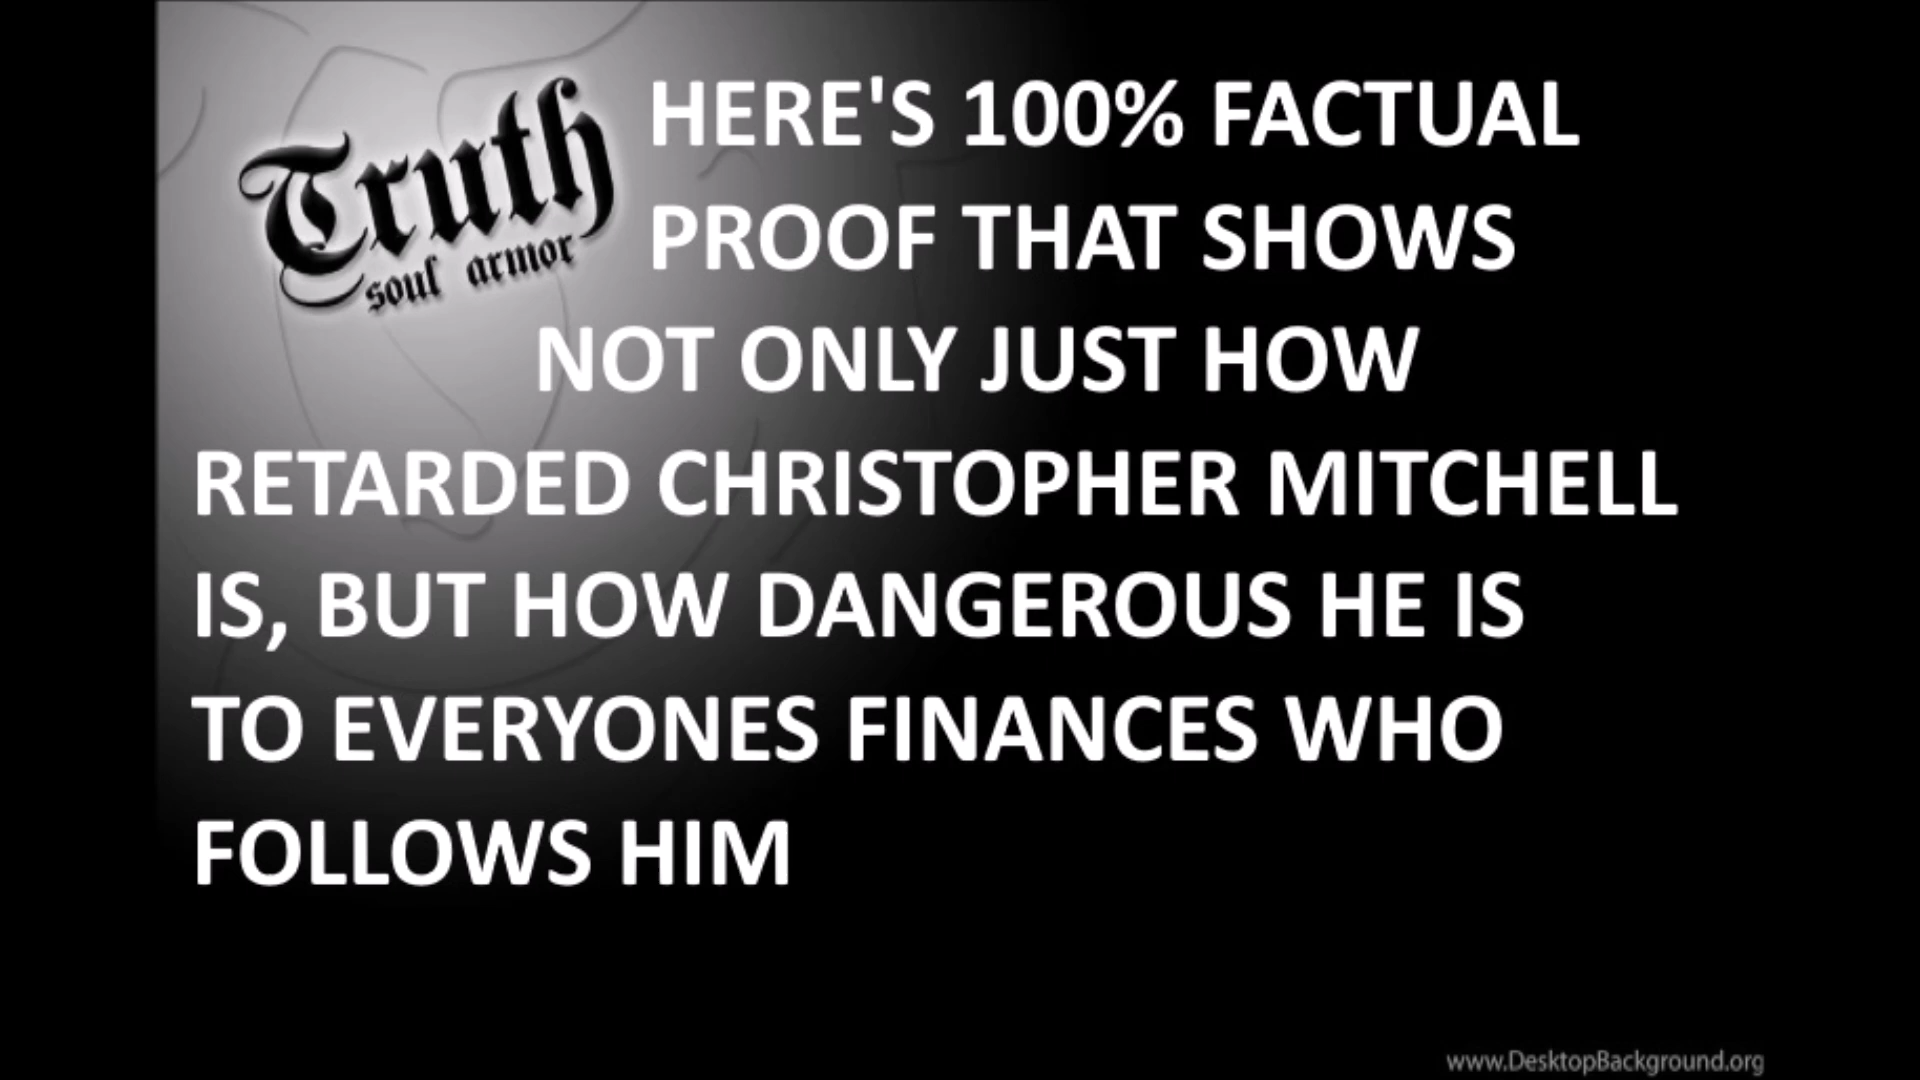 Truth
soul armor
HERE'S 100% FACTUAL
PROOF THAT SHOWS
NOT ONLY JUST HOW
RETARDED CHRISTOPHER MITCHELL
IS, BUT HOW DANGEROUS HE IS
TO EVERYONES FINANCES WHO
FOLLOWS HIM
www.DesktopBackground.org